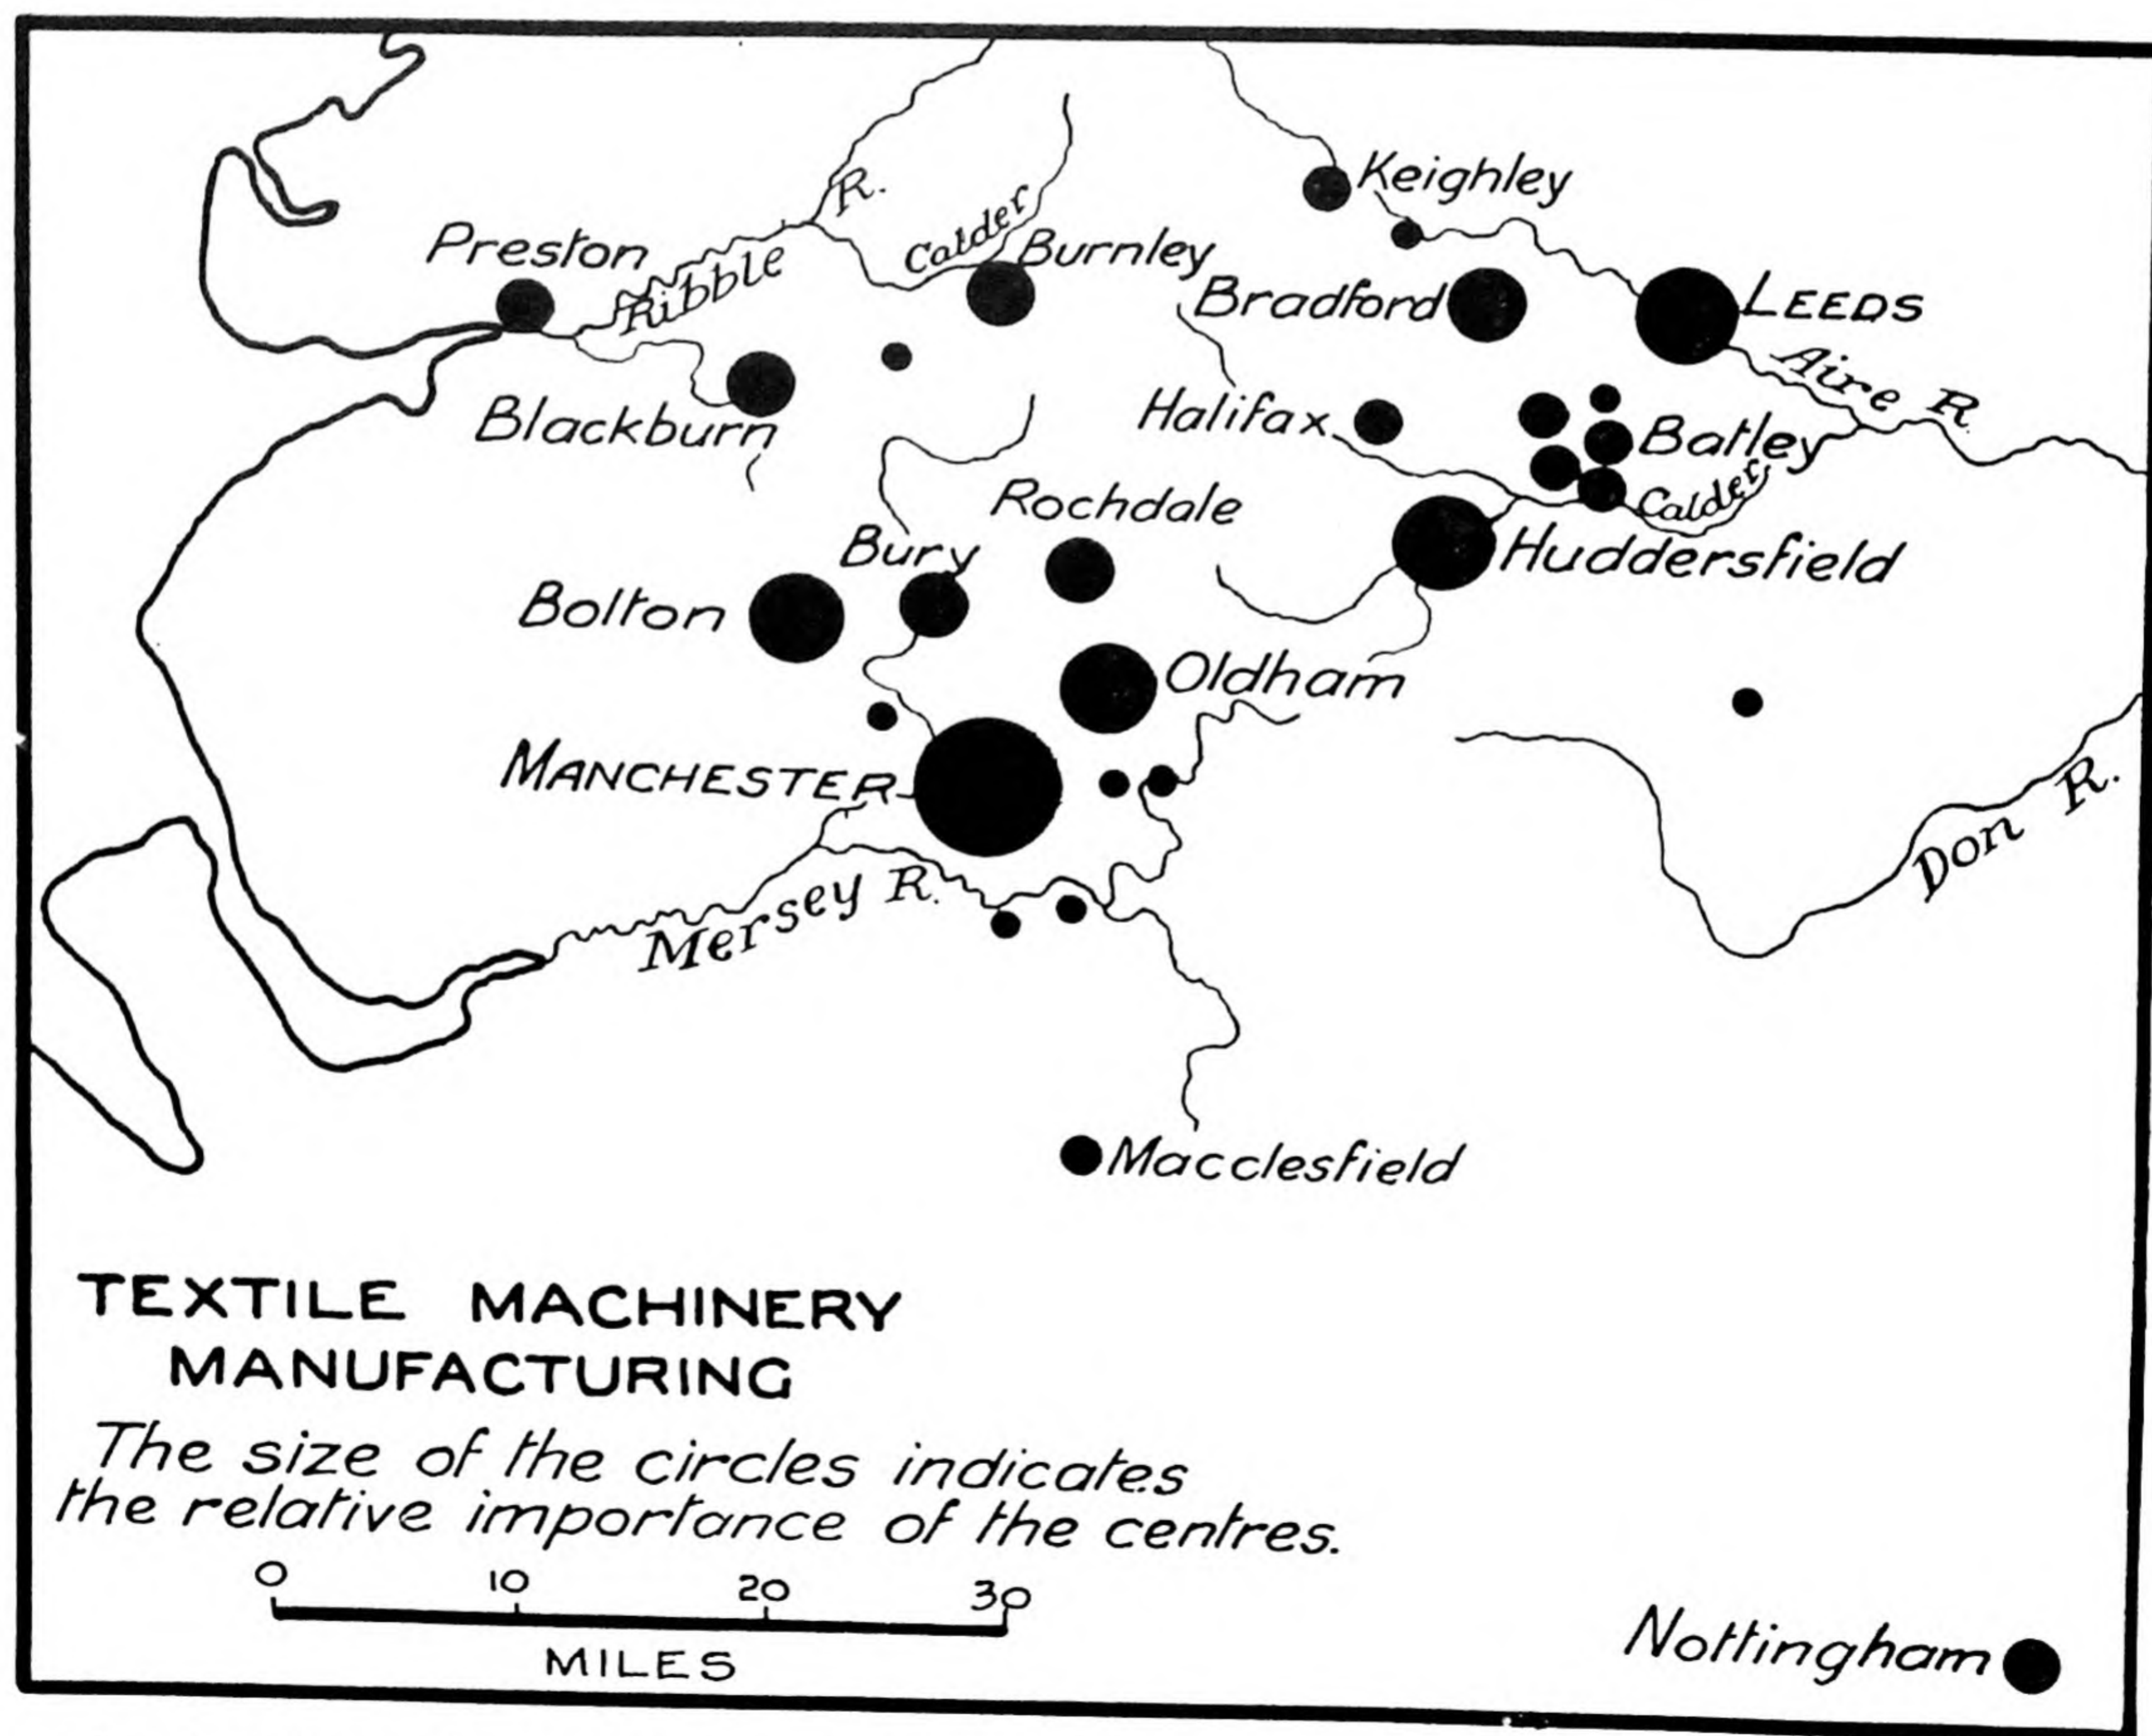 Keighley
R.
Calder
Preston
Ribble
Burnley
Bradford
LEEDS
Aire R.
Blackburn
Halifax
Batley
Calder
Rochdale
Bury
Huddersfield
Bolton
Oldham
MANCHESTER
Don R.
Mersey R.
Macclesfield
TEXTILE MACHINERY
MANUFACTURING
The size of the circles indicates
the relative importance of the centres.
0 10 20 30
MILES
Nottingham